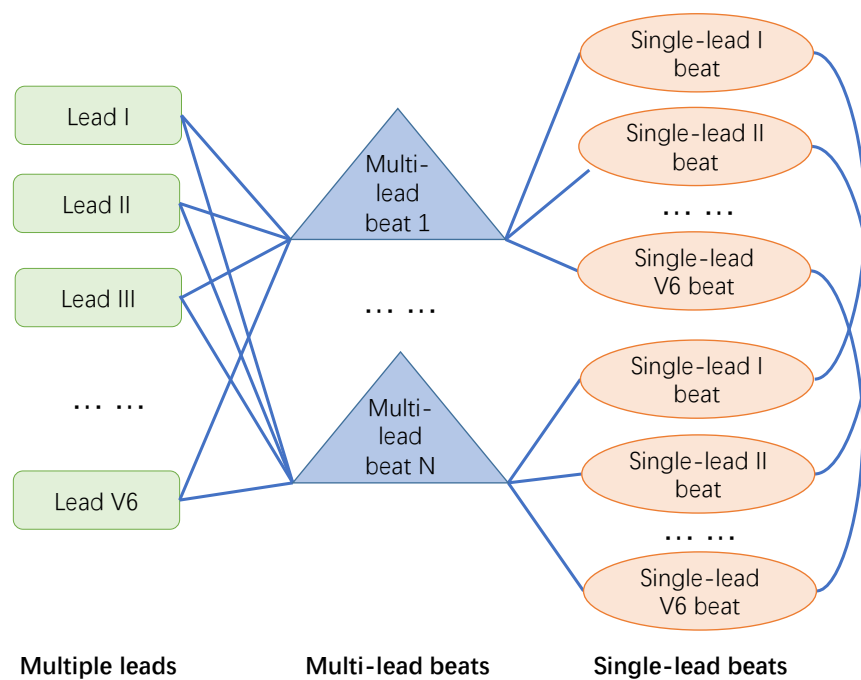 Lead I
Lead II
Lead III
... ...
Lead V6
Multiple leads
Multi-
lead
beat 1
... ...
Multi-
lead
beat N
Multi-lead beats
Single-lead I
beat
Single-lead II
beat
... ...
Single-lead
V6 beat
Single-lead I
beat
Single-lead II
beat
... ...
Single-lead
V6 beat
Single-lead beats